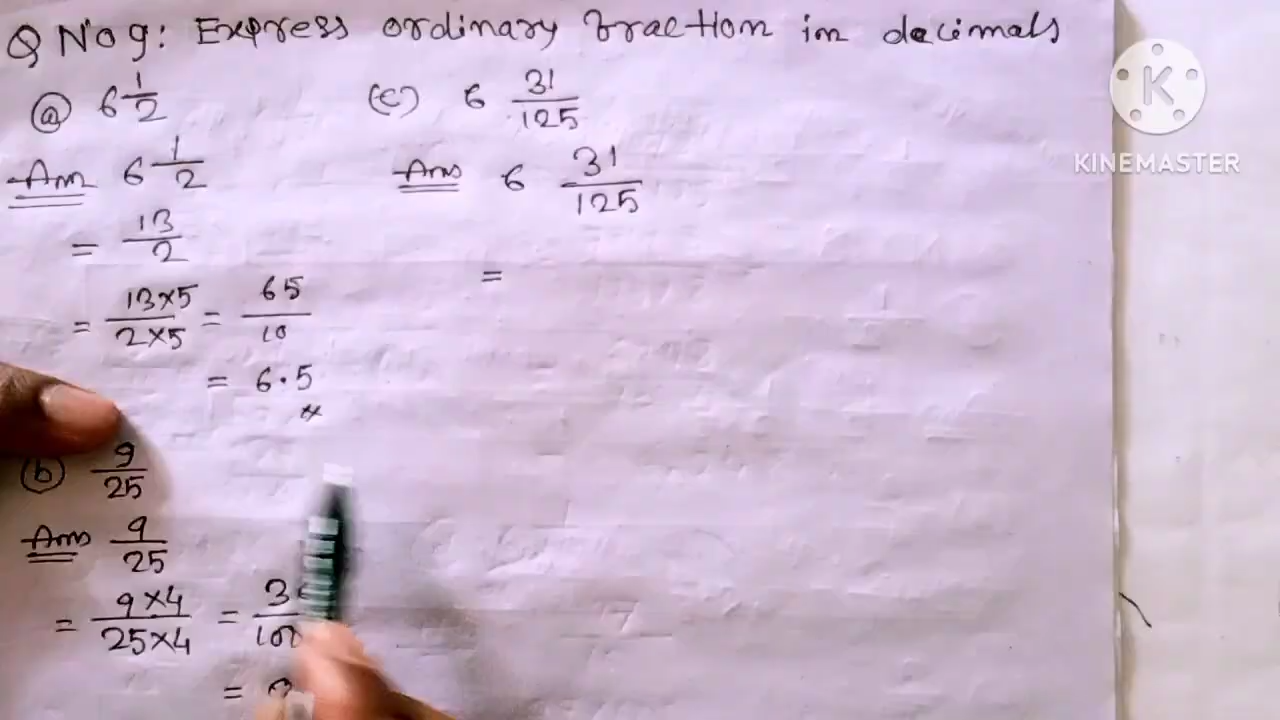 Q No 9: Express ordinary fraction in decimals
(a) 6 1/2
Ans 6 1/2
= 13/2
= 13×5/2×5 = 65/10
= 6.5
(b) 9/25
Ans 9/25
= 9×4/25×4 = 3 /100
=
(c) 6 31/125
Ans 6 31/125
=
K
KINEMASTER